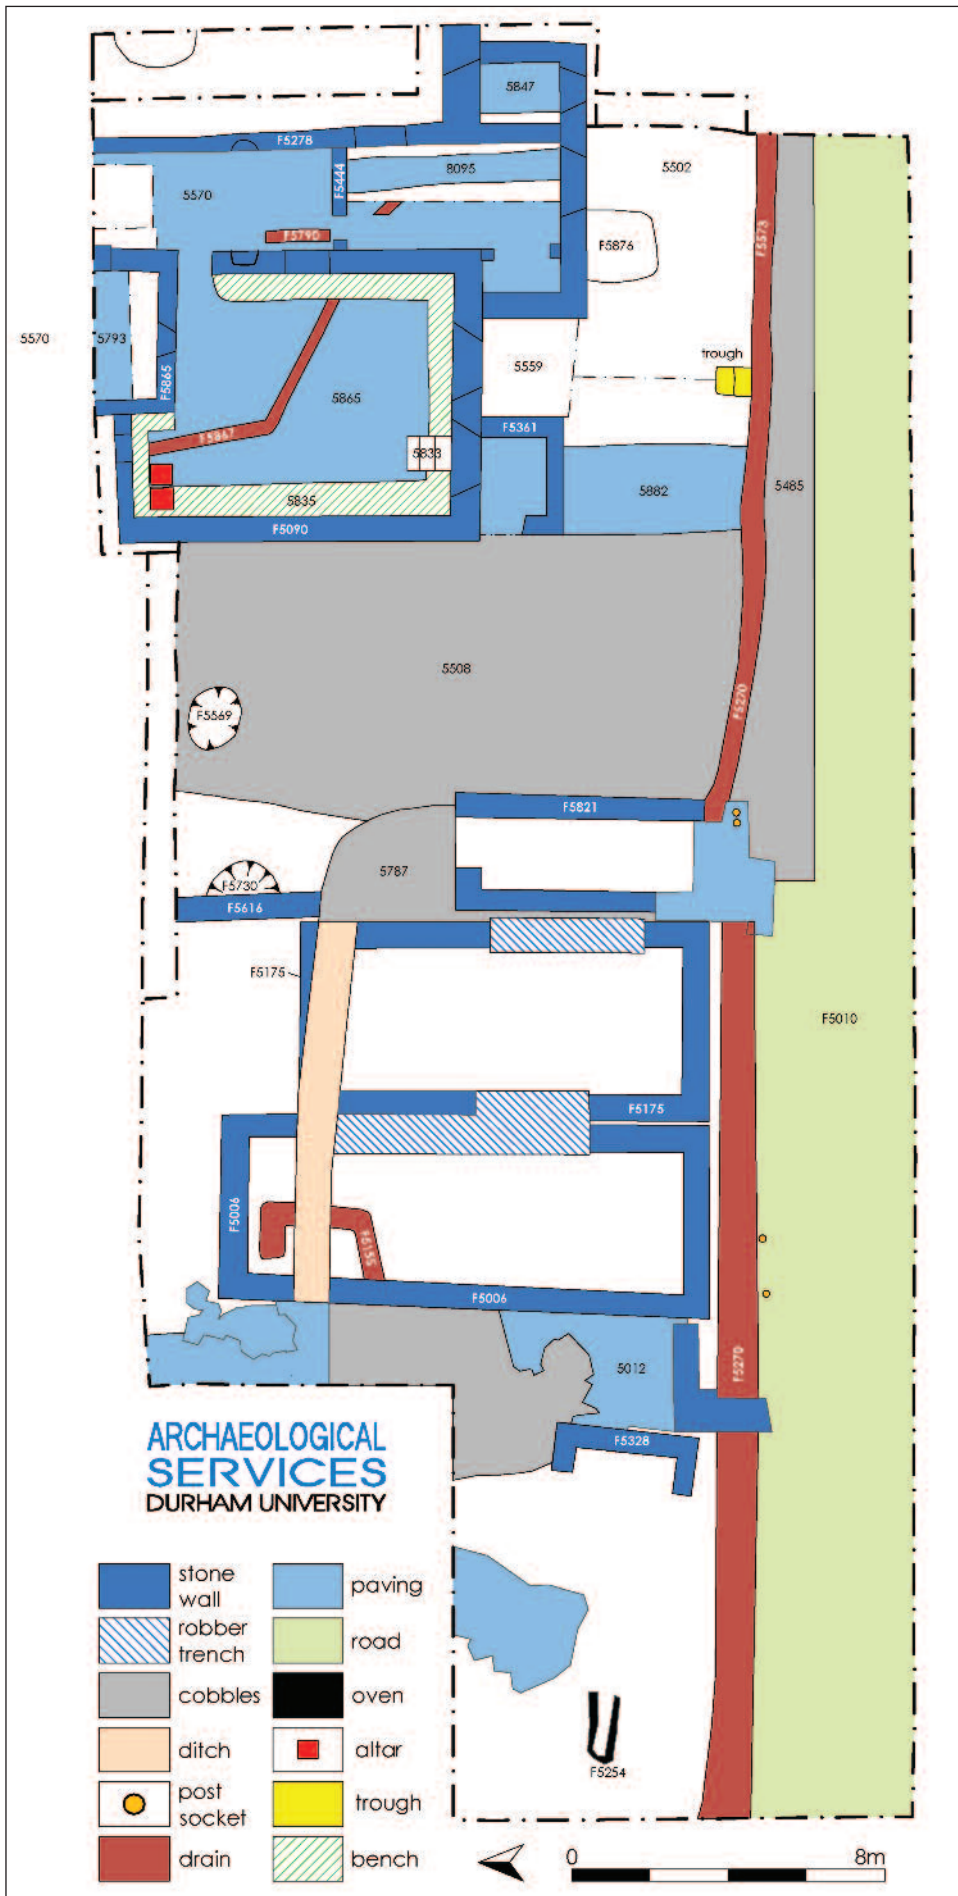 5847
F5278
8095
5502
5570
F5444
F5790
F5876
F5573
5570
5793
trough
5559
F5865
5865
F5361
F5867
5833
5882
5485
5835
F5090
5508
F5569
F5270
F5821
5787
F5730
F5616
F5175
F5010
F5175
F5006
F5155
F5006
5012
F5270
F5328
ARCHAEOLOGICAL
SERVICES
DURHAM UNIVERSITY
stone
wall
paving
robber
trench
road
cobbles
oven
ditch
altar
F5254
post
socket
trough
drain
bench
0
8m